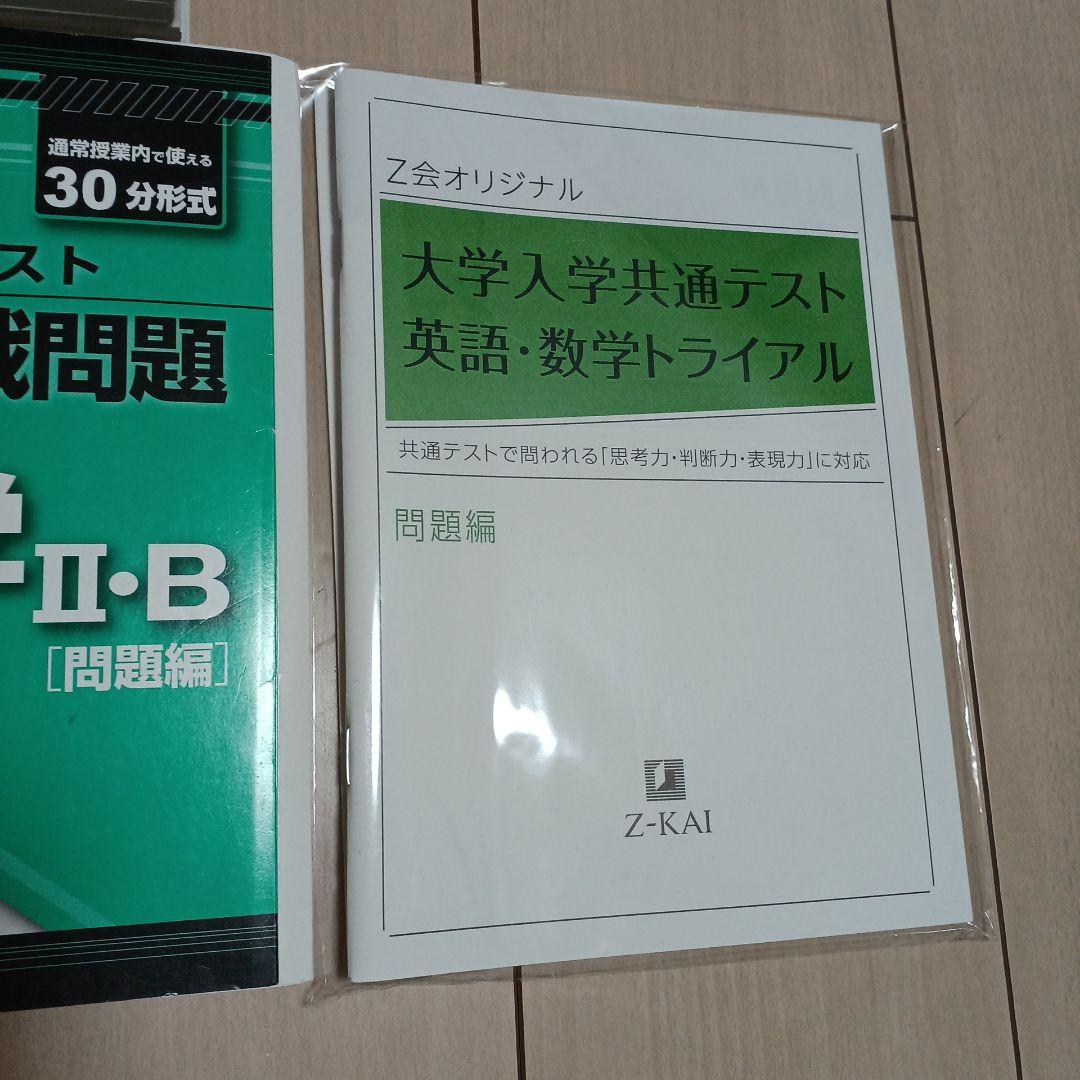 通常授業内で使える
30分形式
スト
戦問題
学II・B
[問題編]
Z会オリジナル
大学入学共通テスト
英語・数学トライアル
共通テストで問われる「思考力・判断力・表現力」に対応
問題編
Z-KAI